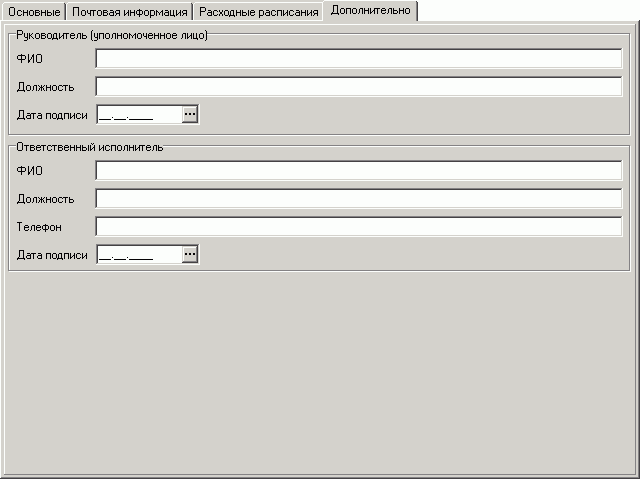 Основные Почтовая информация Расходные расписания Дополнительно
Руководитель (уполномоченное лицо)
ФИО
Должность
Дата подписи __.__.____ ...
Ответственный исполнитель
ФИО
Должность
Телефон
Дата подписи __.__.____ ...